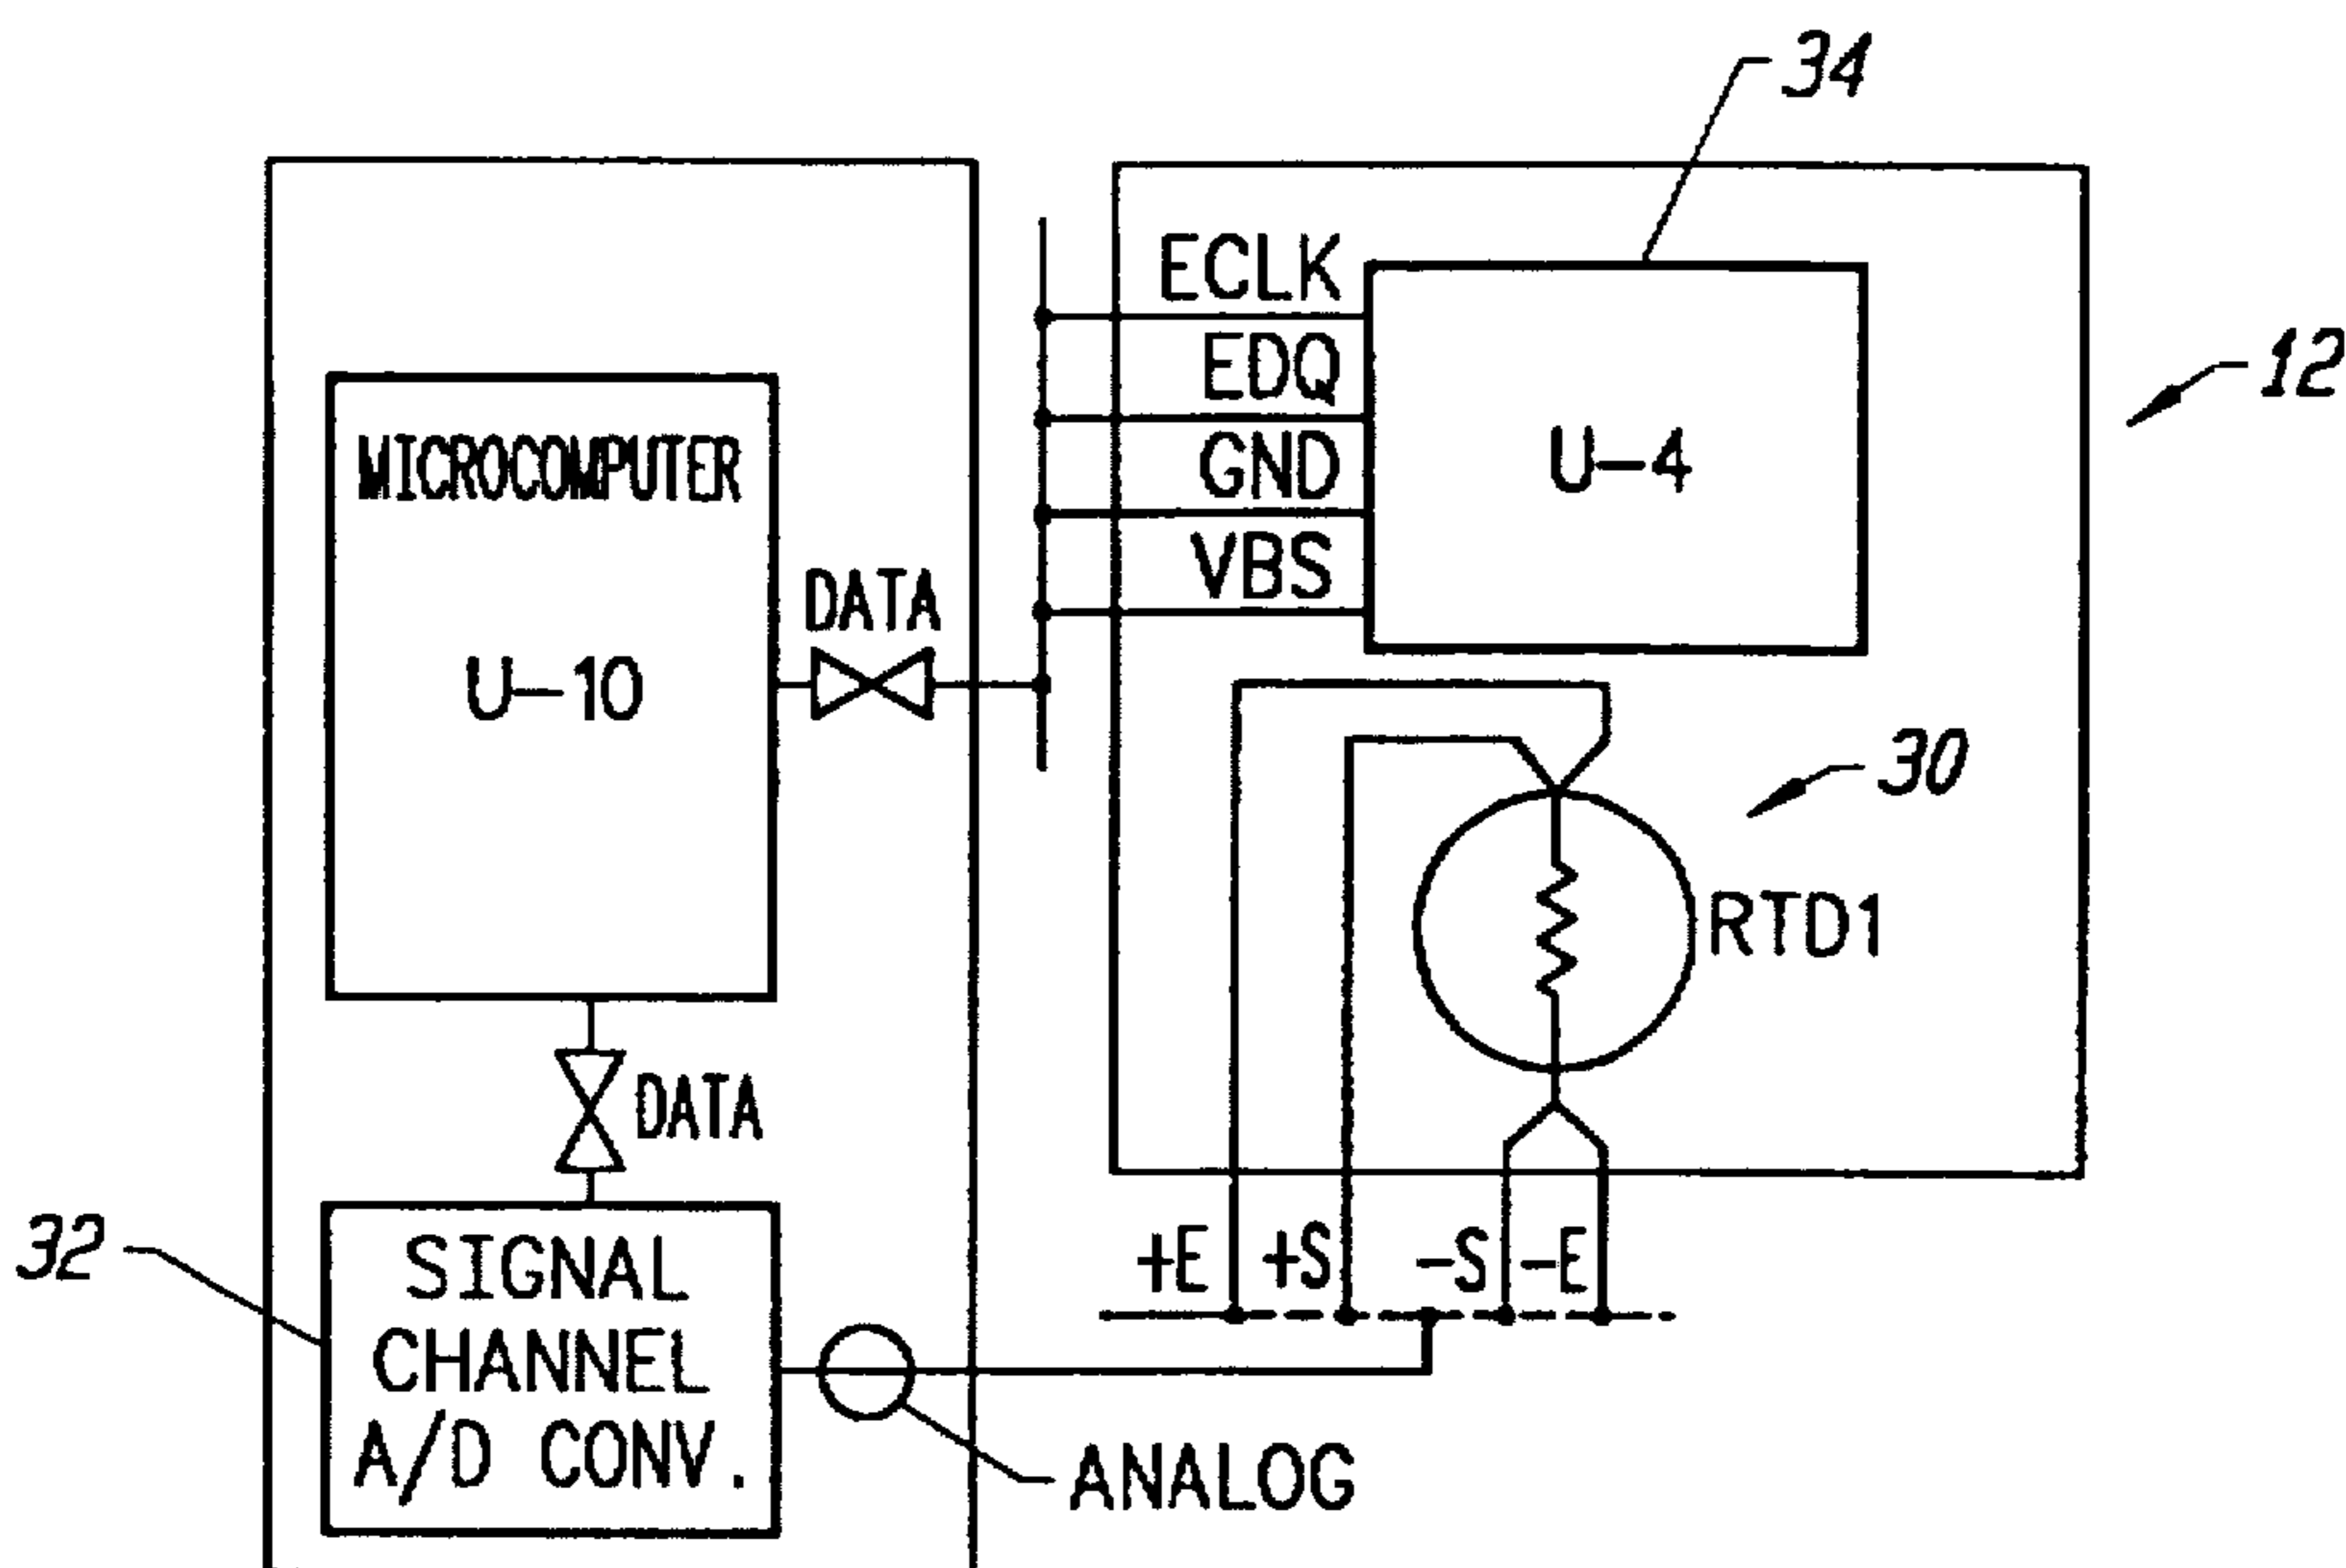 34
ECLK
EDQ
GND
VBS
U-4
12
MICROCOMPUTER
U-10
DATA
30
RTD1
DATA
32
SIGNAL
CHANNEL
A/D CONV.
+E +S -S -E
ANALOG